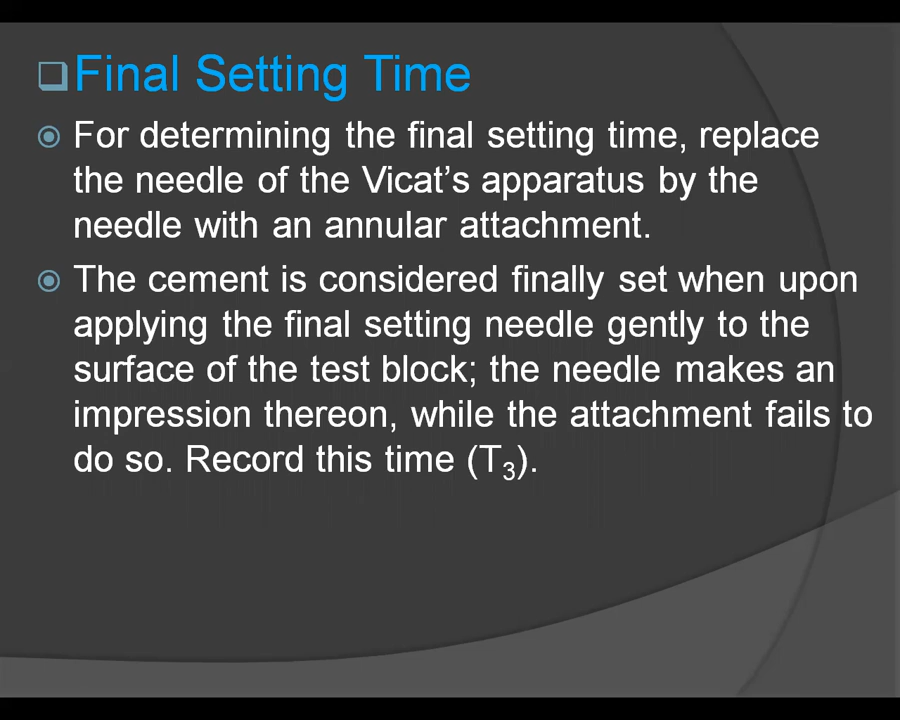 Final Setting Time
For determining the final setting time, replace
the needle of the Vicat’s apparatus by the
needle with an annular attachment.
The cement is considered finally set when upon
applying the final setting needle gently to the
surface of the test block; the needle makes an
impression thereon, while the attachment fails to
do so. Record this time (T₃).